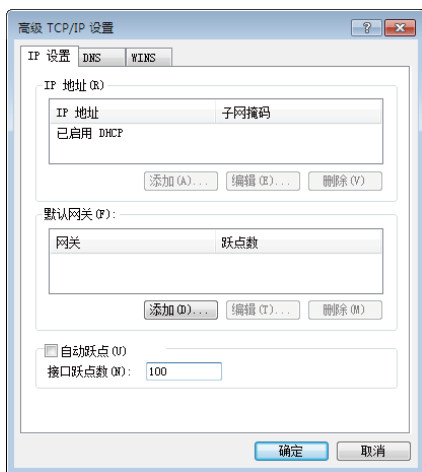 高级 TCP/IP 设置
IP 设置 DNS WINS
IP 地址(R)
IP 地址 子网掩码
已启用 DHCP
添加(A)... 编辑(E)... 删除(V)
默认网关(F):
网关 跃点数
添加(D)... 编辑(T)... 删除(M)
自动跃点(U)
接口跃点数(N): 100
确定 取消